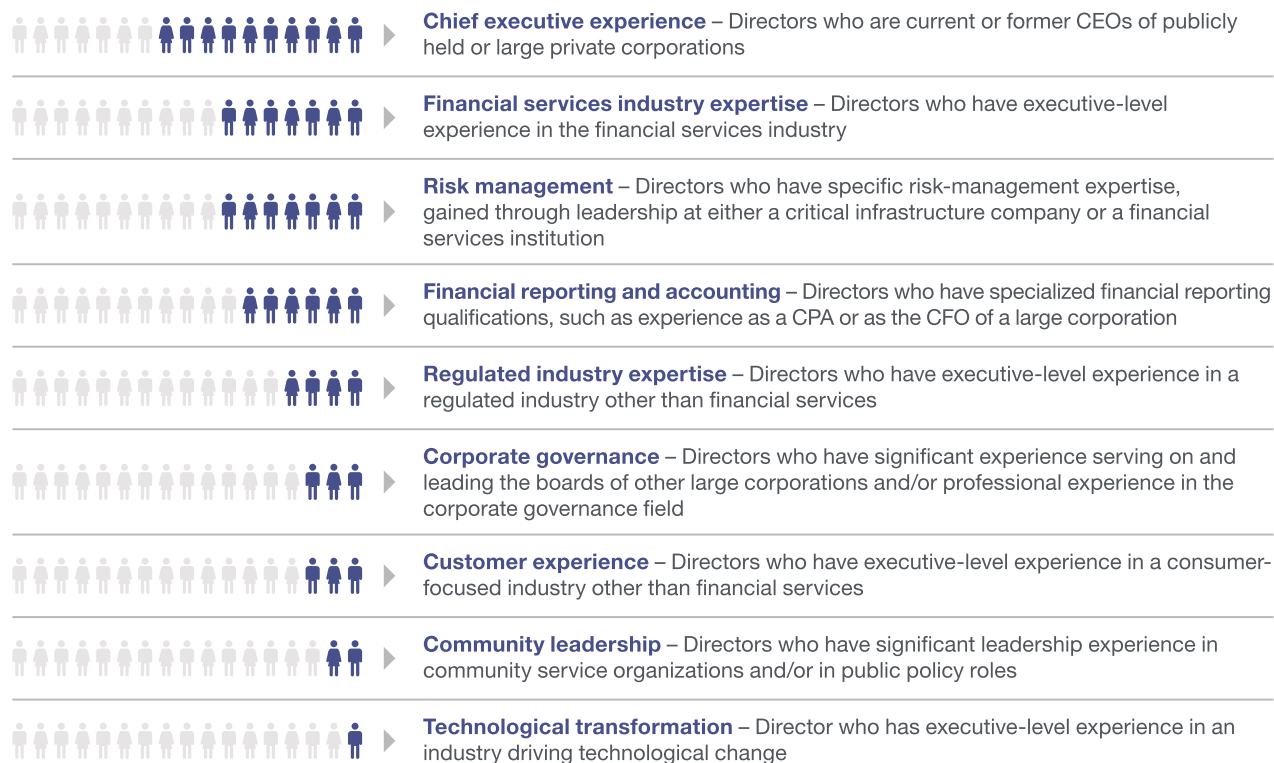 Chief executive experience – Directors who are current or former CEOs of publicly
held or large private corporations
Financial services industry expertise – Directors who have executive-level
experience in the financial services industry
Risk management – Directors who have specific risk-management expertise,
gained through leadership at either a critical infrastructure company or a financial
services institution
Financial reporting and accounting – Directors who have specialized financial reporting
qualifications, such as experience as a CPA or as the CFO of a large corporation
Regulated industry expertise – Directors who have executive-level experience in a
regulated industry other than financial services
Corporate governance – Directors who have significant experience serving on and
leading the boards of other large corporations and/or professional experience in the
corporate governance field
Customer experience – Directors who have executive-level experience in a consumer-
focused industry other than financial services
Community leadership – Directors who have significant leadership experience in
community service organizations and/or in public policy roles
Technological transformation – Director who has executive-level experience in an
industry driving technological change